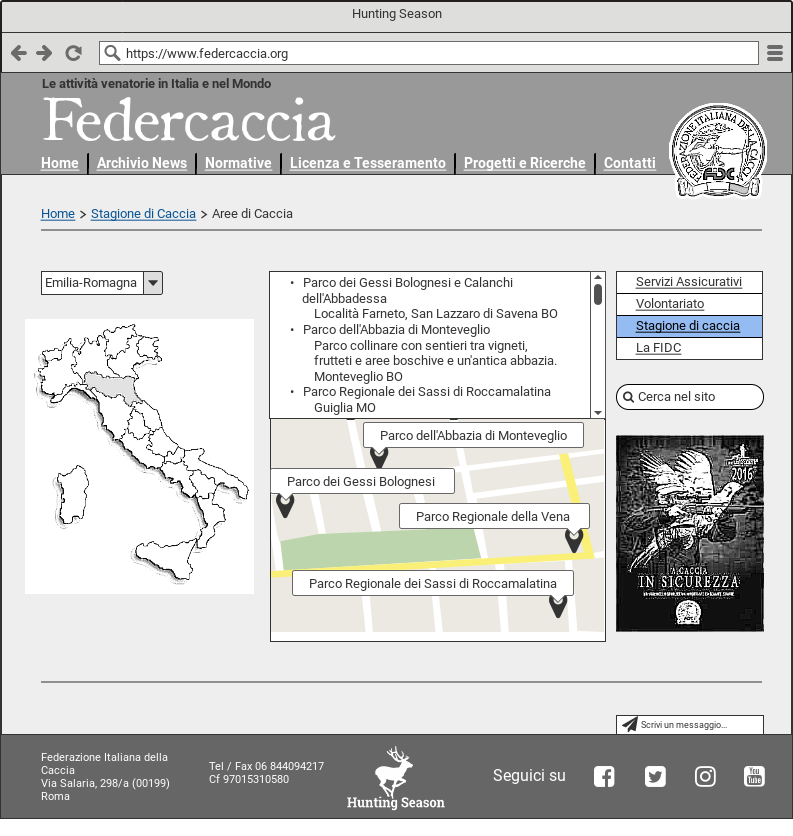 Hunting Season
https://www.federcaccia.org
Le attività venatorie in Italia e nel Mondo
Federcaccia
FEDERAZIONE ITALIANA DELLA CACCIA
FIDC
Home
Archivio News
Normative
Licenza e Tesseramento
Progetti e Ricerche
Contatti
Home > Stagione di Caccia > Aree di Caccia
Emilia-Romagna
• Parco dei Gessi Bolognesi e Calanchi
dell'Abbadessa
Località Farneto, San Lazzaro di Savena BO
• Parco dell'Abbazia di Monteveglio
Parco collinare con sentieri tra vigneti,
frutteti e aree boschive e un'antica abbazia.
Monteveglio BO
• Parco Regionale dei Sassi di Roccamalatina
Guiglia MO
Parco dell'Abbazia di Monteveglio
Parco dei Gessi Bolognesi
Parco Regionale della Vena
Parco Regionale dei Sassi di Roccamalatina
Servizi Assicurativi
Volontariato
Stagione di caccia
La FIDC
Cerca nel sito
2016
A CACCIA
IN SICUREZZA
Scrivi un messaggio...
Federazione Italiana della
Caccia
Via Salaria, 298/a (00199)
Roma
Tel / Fax 06 844094217
Cf 97015310580
Hunting Season
Seguici su
You
Tube